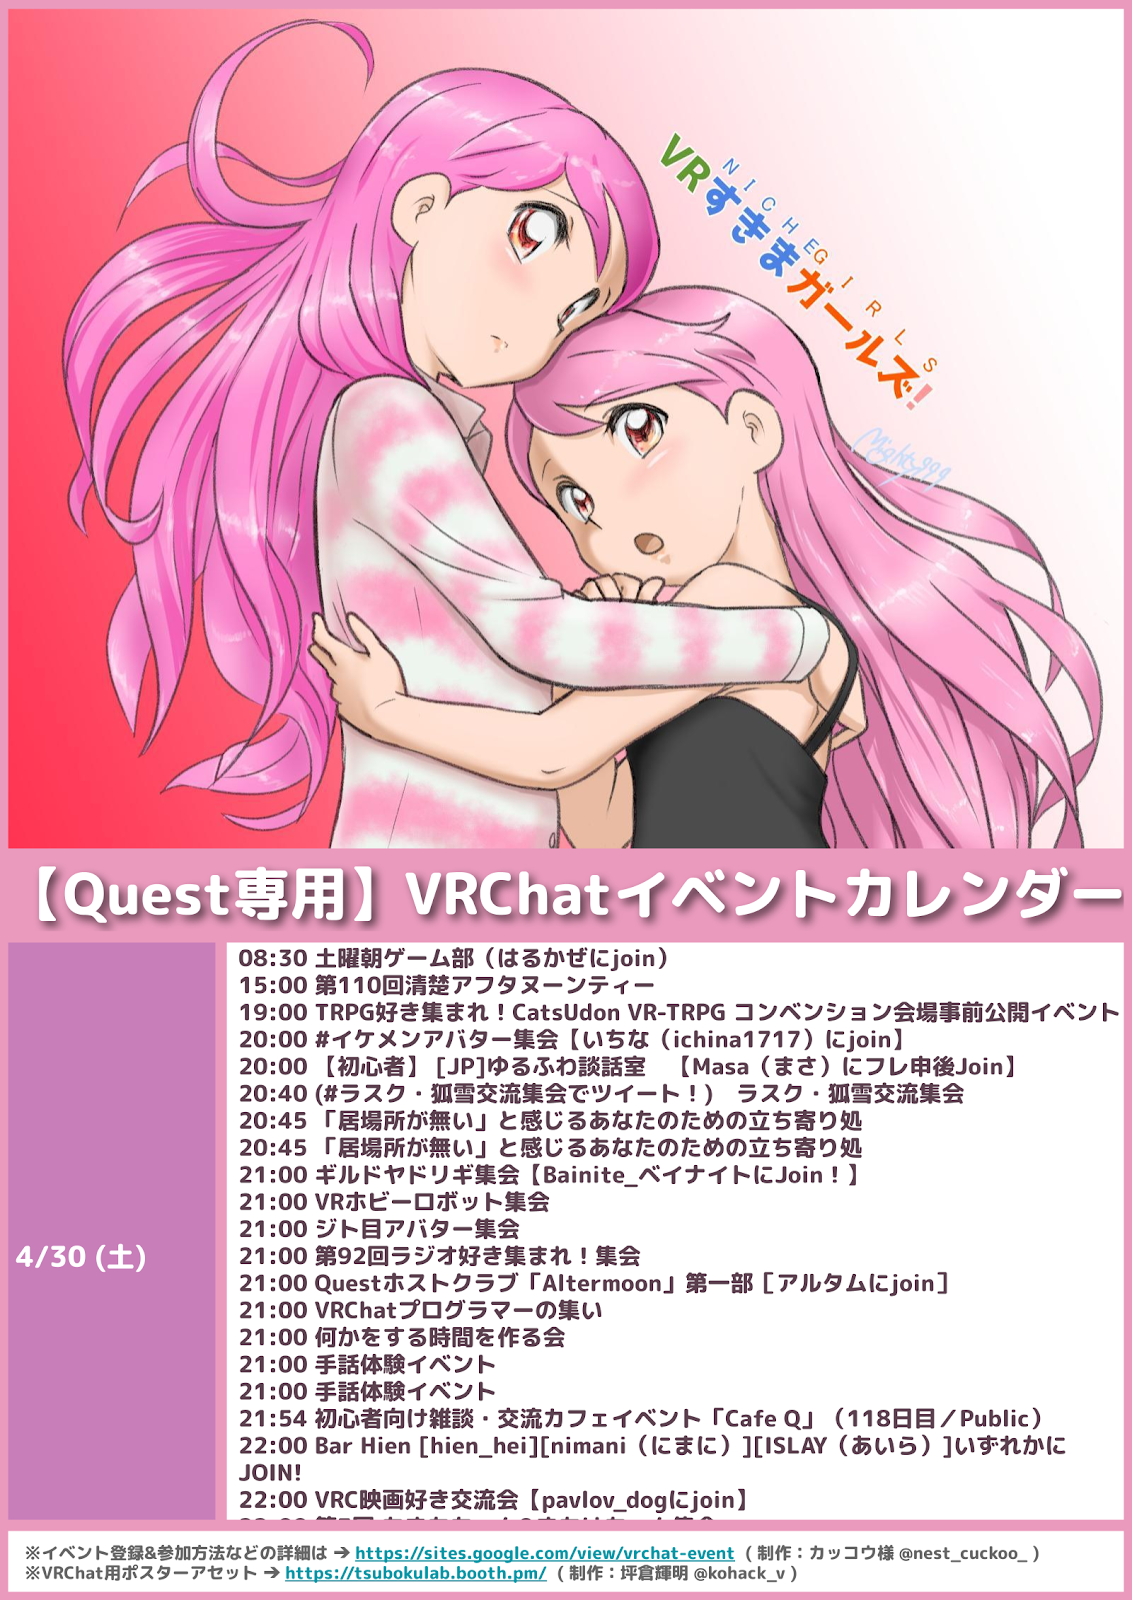 NICHE GIRLS
VRすきまガールズ!
Mighty999
【Quest専用】VRChatイベントカレンダー
4/30 (土)
08:30 土曜朝ゲーム部（はるかぜにjoin）
15:00 第110回清楚アフタヌーンティー
19:00 TRPG好き集まれ！CatsUdon VR-TRPG コンベンション会場事前公開イベント
20:00 #イケメンアバター集会【いちな（ichina1717）にjoin】
20:00 【初心者】 [JP]ゆるふわ談話室　【Masa（まさ）にフレ申後Join】
20:40 (#ラスク・狐雪交流集会でツイート！)　ラスク・狐雪交流集会
20:45 「居場所が無い」と感じるあなたのための立ち寄り処
20:45 「居場所が無い」と感じるあなたのための立ち寄り処
21:00 ギルドヤドリギ集会【Bainite_ベイナイトにJoin！】
21:00 VRホビーロボット集会
21:00 ジト目アバター集会
21:00 第92回ラジオ好き集まれ！集会
21:00 Questホストクラブ「Altermoon」第一部［アルタムにjoin］
21:00 VRChatプログラマーの集い
21:00 何かをする時間を作る会
21:00 手話体験イベント
21:00 手話体験イベント
21:54 初心者向け雑談・交流カフェイベント「Cafe Q」（118日目／Public）
22:00 Bar Hien [hien_hei][nimani（にまに）][ISLAY（あいら）]いずれかに
JOIN!
22:00 VRC映画好き交流会【pavlov_dogにjoin】
※イベント登録&参加方法などの詳細は → https://sites.google.com/view/vrchat-event ( 制作：カッコウ様 @nest_cuckoo_ )
※VRChat用ポスターアセット → https://tsubokulab.booth.pm/ ( 制作：坪倉輝明 @kohack_v )